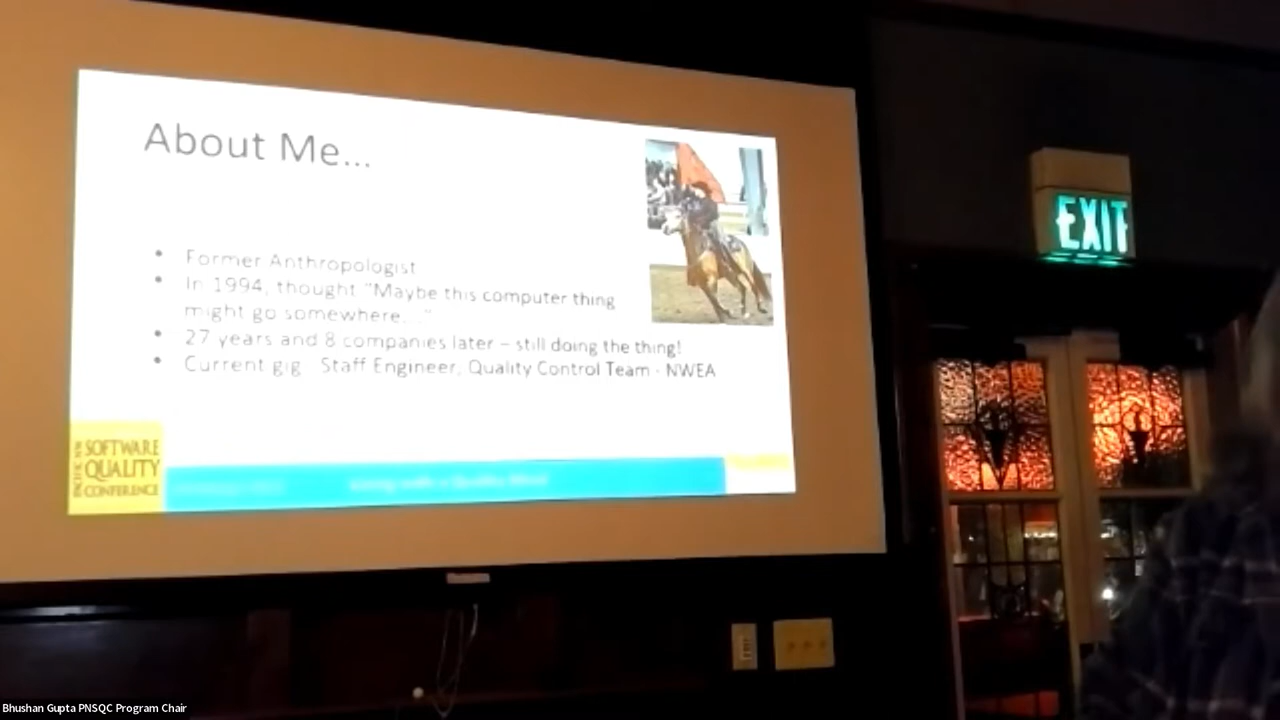 About Me...
Former Anthropologist
In 1994, thought "Maybe this computer thing
might go somewhere...."
27 years and 8 companies later – still doing the thing!
Current gig Staff Engineer, Quality Control Team - NWEA
PACIFIC NW
SOFTWARE
QUALITY
CONFERENCE
EXIT
Bhushan Gupta PNSQC Program Chair